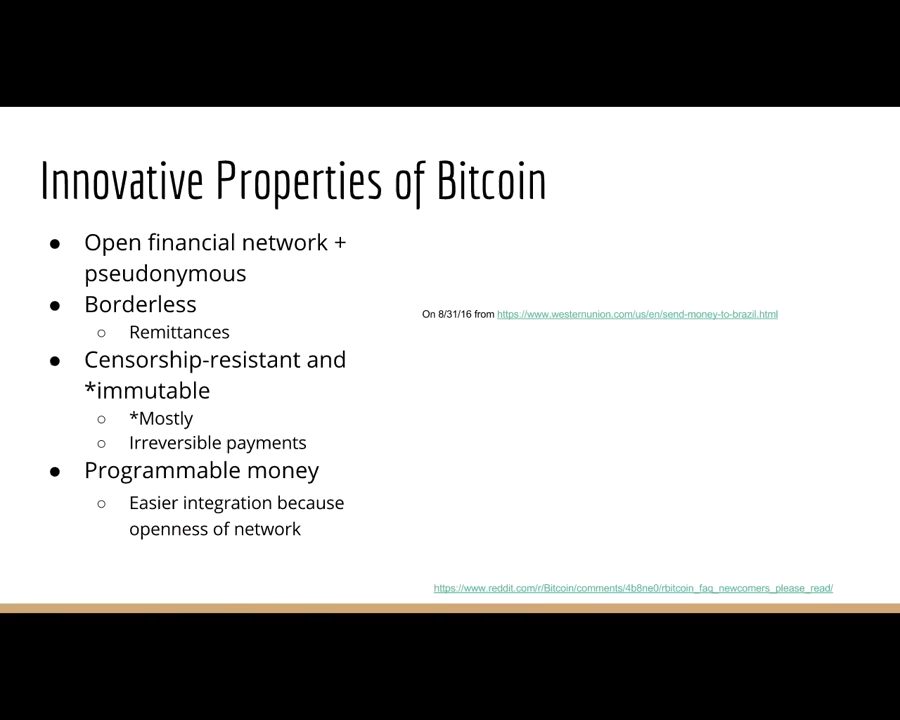 Innovative Properties of Bitcoin
● Open financial network +
pseudonymous
● Borderless
○ Remittances
● Censorship-resistant and
*immutable
○ *Mostly
○ Irreversible payments
● Programmable money
○ Easier integration because
openness of network
On 8/31/16 from https://www.westernunion.com/us/en/send-money-to-brazil.html
https://www.reddit.com/r/Bitcoin/comments/4b8ne0/rbitcoin_faq_newcomers_please_read/